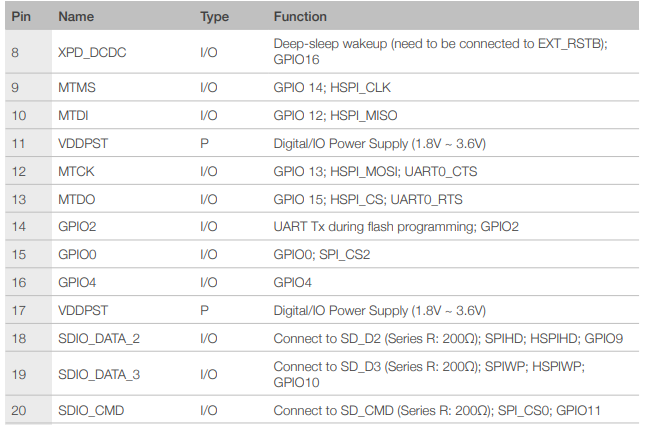 Pin Name Type Function
8 XPD_DCDC I/O Deep-sleep wakeup (need to be connected to EXT_RSTB);
GPIO16
9 MTMS I/O GPIO 14; HSPI_CLK
10 MTDI I/O GPIO 12; HSPI_MISO
11 VDDPST P Digital/IO Power Supply (1.8V ~ 3.6V)
12 MTCK I/O GPIO 13; HSPI_MOSI; UART0_CTS
13 MTDO I/O GPIO 15; HSPI_CS; UART0_RTS
14 GPIO2 I/O UART Tx during flash programming; GPIO2
15 GPIO0 I/O GPIO0; SPI_CS2
16 GPIO4 I/O GPIO4
17 VDDPST P Digital/IO Power Supply (1.8V ~ 3.6V)
18 SDIO_DATA_2 I/O Connect to SD_D2 (Series R: 200Ω); SPIHD; HSPIHD; GPIO9
19 SDIO_DATA_3 I/O Connect to SD_D3 (Series R: 200Ω); SPIWP; HSPIWP;
GPIO10
20 SDIO_CMD I/O Connect to SD_CMD (Series R: 200Ω); SPI_CS0; GPIO11